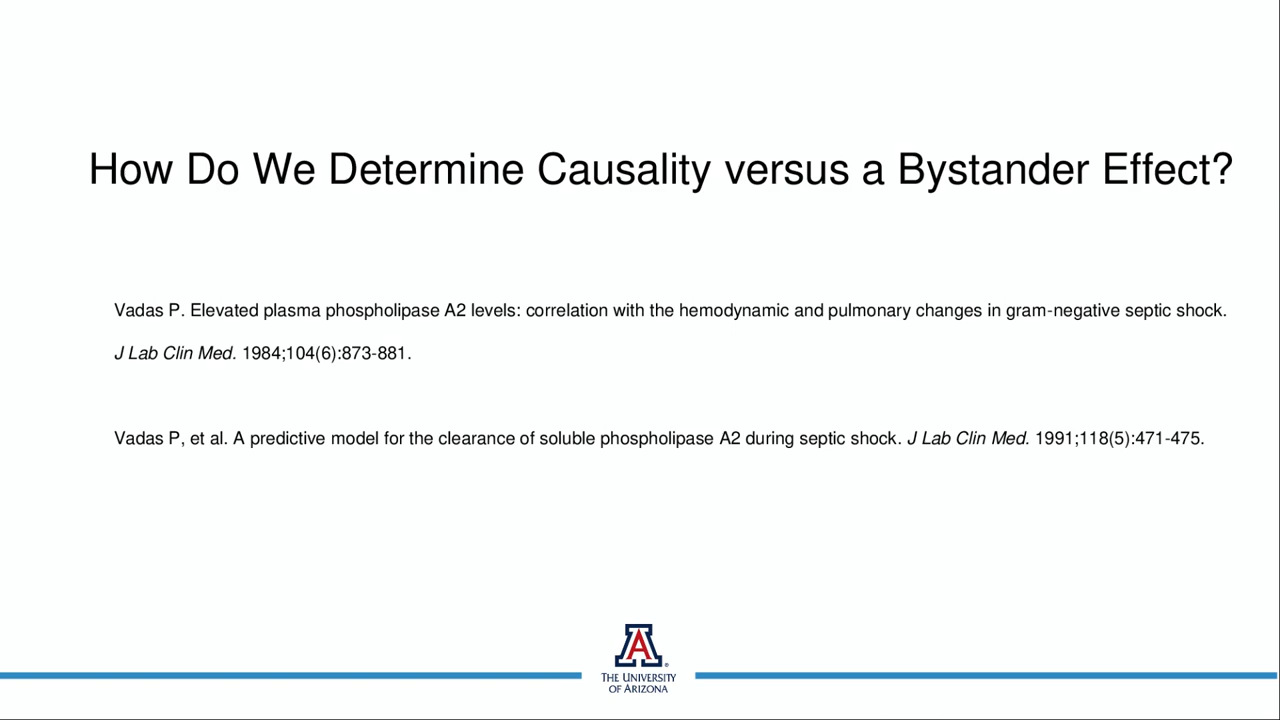 How Do We Determine Causality versus a Bystander Effect?
Vadas P. Elevated plasma phospholipase A2 levels: correlation with the hemodynamic and pulmonary changes in gram-negative septic shock.
J Lab Clin Med. 1984;104(6):873-881.
Vadas P, et al. A predictive model for the clearance of soluble phospholipase A2 during septic shock. J Lab Clin Med. 1991;118(5):471-475.
A
THE UNIVERSITY
OF ARIZONA